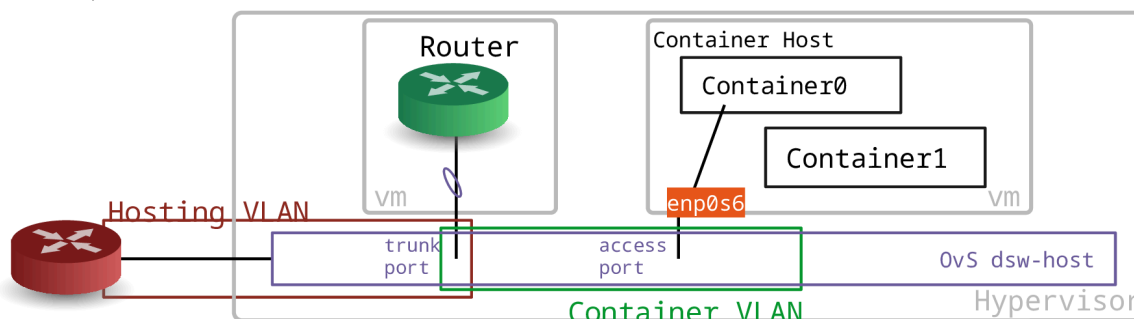 Router
Container Host
Container0
Container1
vm
vm
enp0s6
Hosting VLAN
trunk
port
access
port
OvS dsw-host
Container VLAN
Hypervisor